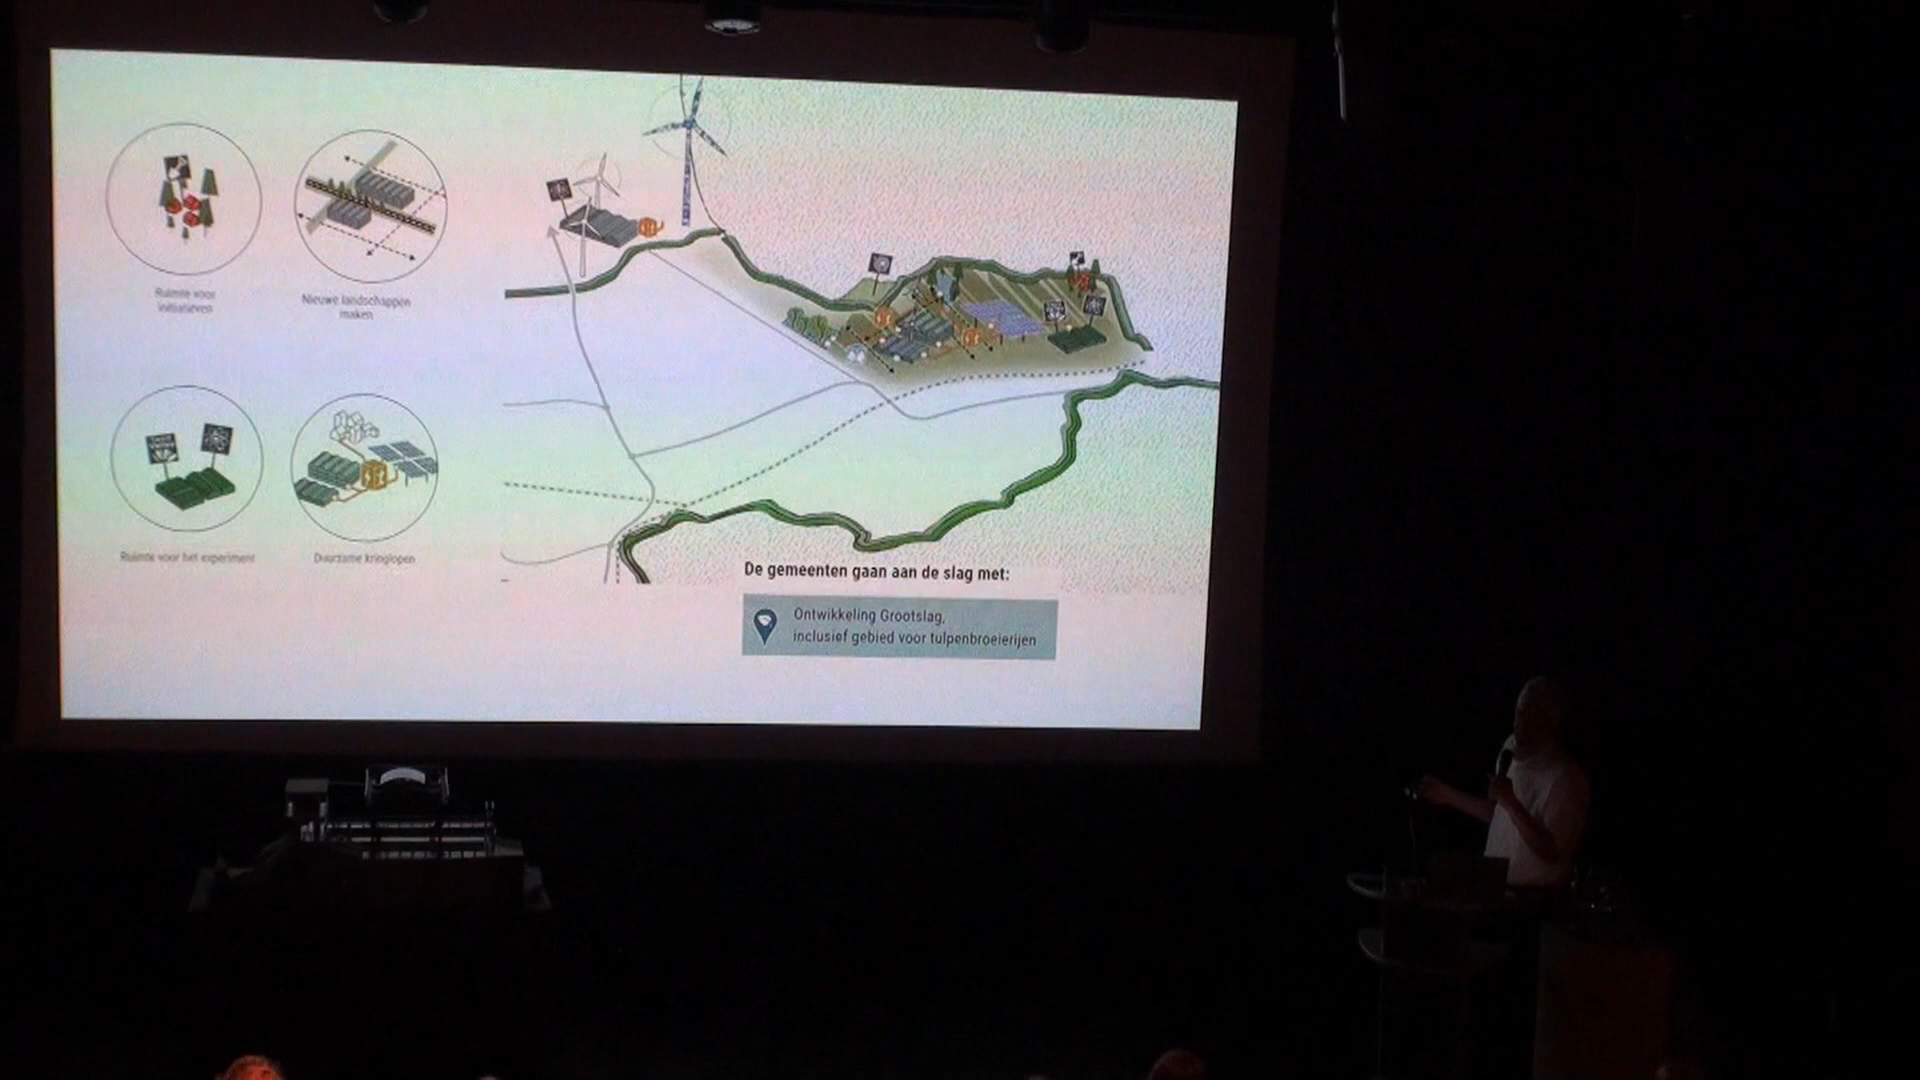 Ruimte voor
initiatieven
Nieuwe landschappen
maken
Ruimte voor het experiment
Duurzame kringlopen
De gemeenten gaan aan de slag met:
Ontwikkeling Grootslag,
inclusief gebied voor tulpenbroeierijen